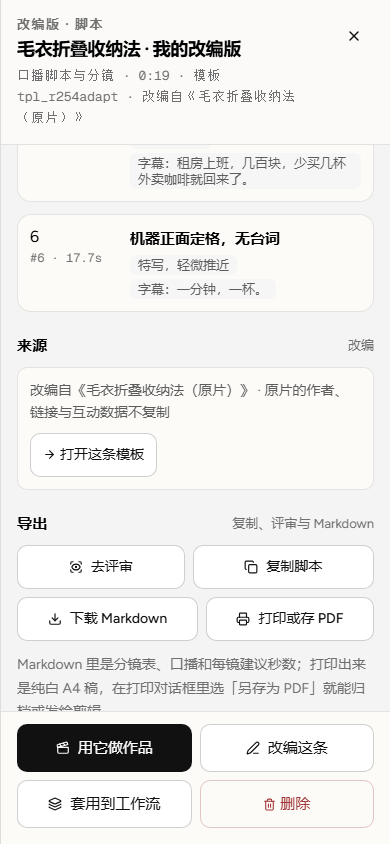 改编版 · 脚本
毛衣折叠收纳法 · 我的改编版
口播脚本与分镜 · 0:19 · 模板
tpl_r254adapt · 改编自《毛衣折叠收纳法
（原片）》
字幕：租房上班，几百块，少买几杯
外卖咖啡就回来了。
6
#6 · 17.7s
机器正面定格，无台词
特写，轻微推近
字幕：一分钟，一杯。
来源
改编
改编自《毛衣折叠收纳法（原片）》 · 原片的作者、
链接与互动数据不复制
→ 打开这条模板
导出
复制、评审与 Markdown
去评审
复制脚本
下载 Markdown
打印或存 PDF
Markdown 里是分镜表、口播和每镜建议秒数；打印出来
是纯白 A4 稿，在打印对话框里选「另存为 PDF」就能归
档或发给剪辑
用它做作品
改编这条
套用到工作流
删除